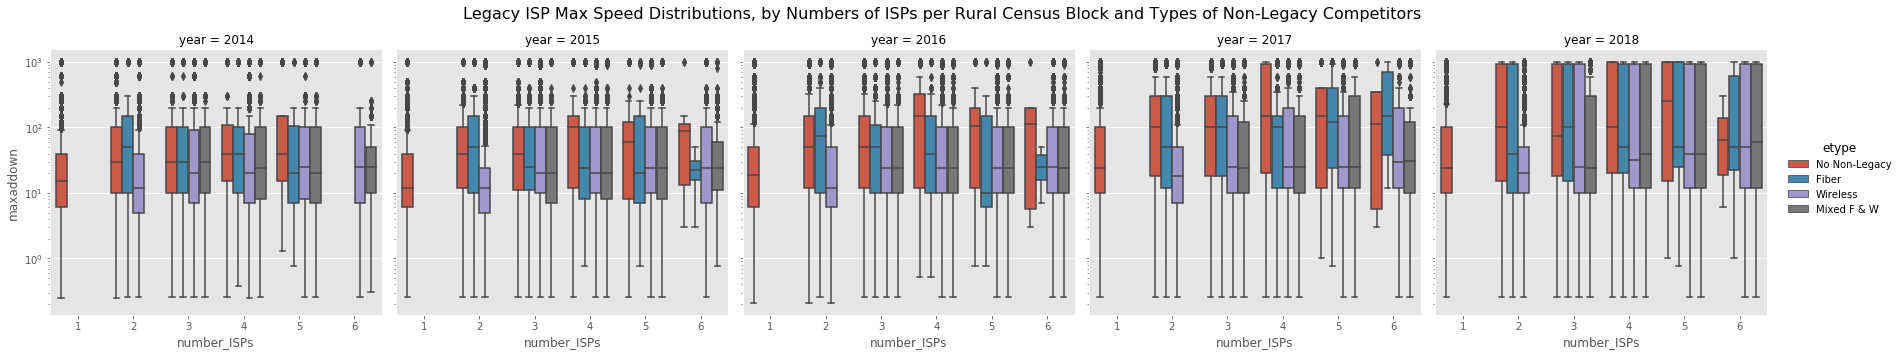 Legacy ISP Max Speed Distributions, by Numbers of ISPs per Rural Census Block and Types of Non-Legacy Competitors
year = 2014 year = 2015 year = 2016 year = 2017 year = 2018
10³
10²
10¹
10⁰
maxaddown
etype
No Non-Legacy
Fiber
Wireless
Mixed F & W
1 2 3 4 5 6 1 2 3 4 5 6 1 2 3 4 5 6 1 2 3 4 5 6 1 2 3 4 5 6
number_ISPs number_ISPs number_ISPs number_ISPs number_ISPs